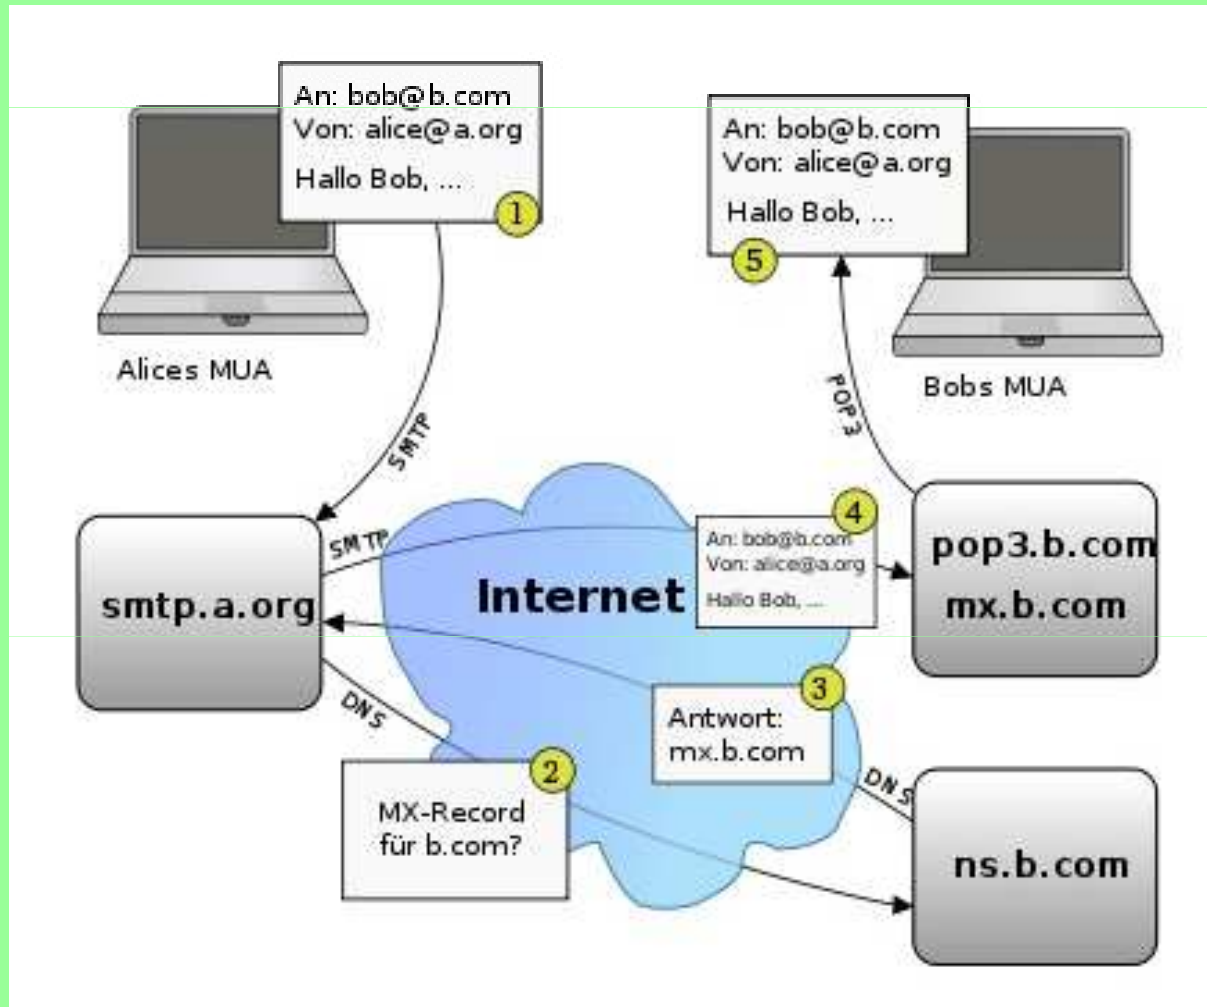 An: bob@b.com
Von: alice@a.org
Hallo Bob, ...
1
Alices MUA
An: bob@b.com
Von: alice@a.org
Hallo Bob, ...
5
Bobs MUA
SMTP
POP3
smtp.a.org
SMTP
Internet
4
An: bob@b.com
Von: alice@a.org
Hallo Bob, ...
pop3.b.com
mx.b.com
DNS
3
Antwort:
mx.b.com
2
MX-Record
für b.com?
DNS
ns.b.com